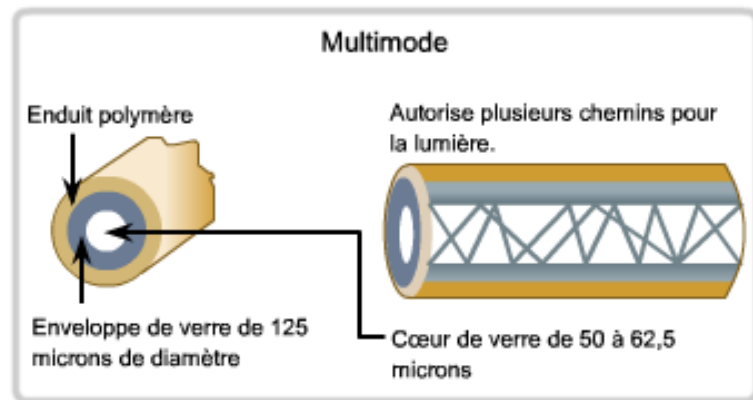 Multimode
Enduit polymère
Autorise plusieurs chemins pour
la lumière.
Enveloppe de verre de 125
microns de diamètre
Cœur de verre de 50 à 62,5
microns